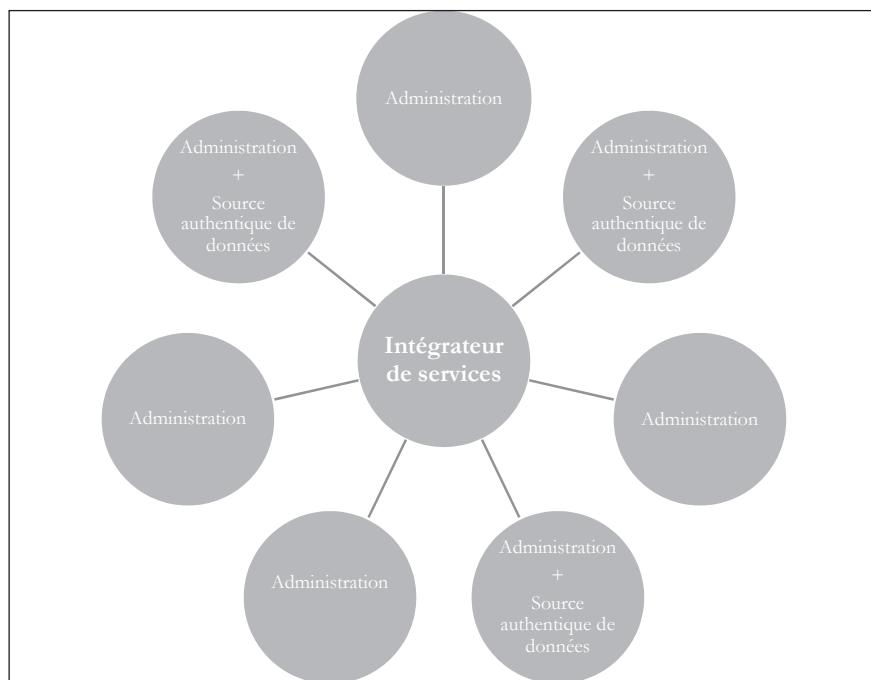 Administration
Administration
+
Source
authentique de
données
Administration
+
Source
authentique de
données
Intégrateur
de services
Administration
Administration
Administration
Administration
+
Source
authentique de
données